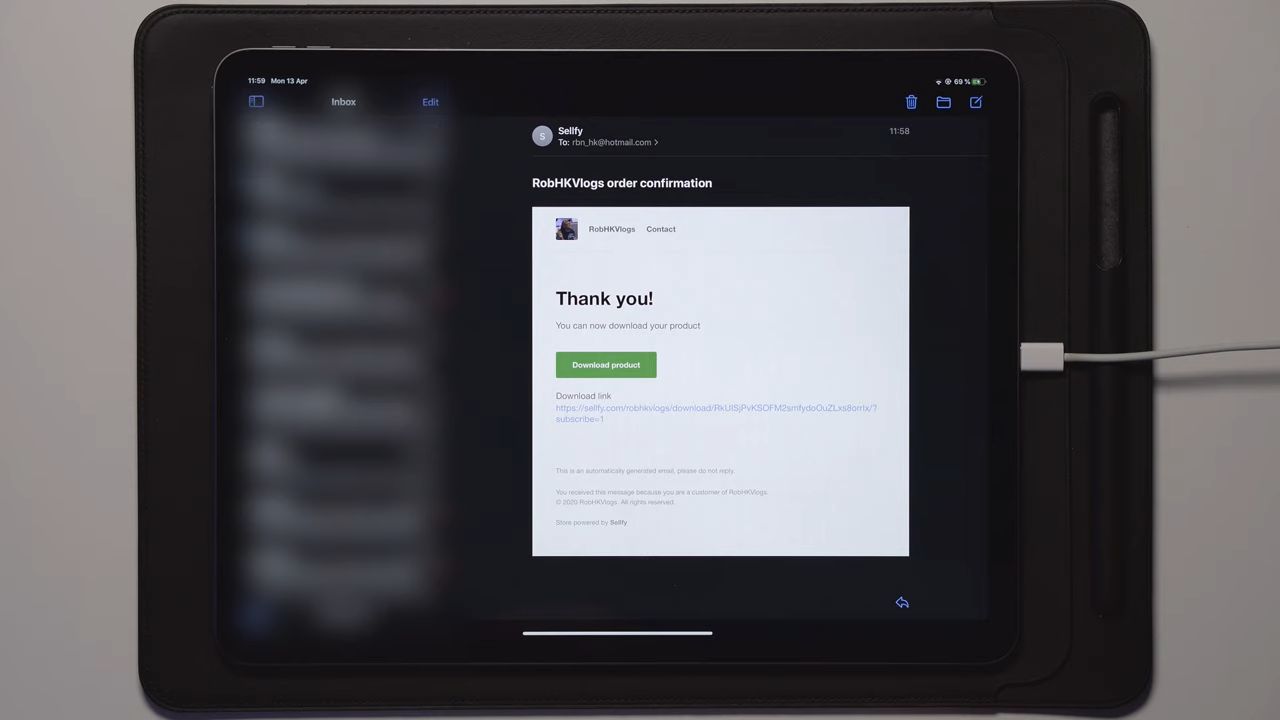 11:59 Mon 13 Apr
69 %
Inbox
Edit
S
Sellfy
11:58
To: rbn_hk@hotmail.com >
RobHKVlogs order confirmation
RobHKVlogs Contact
Thank you!
You can now download your product
Download product
Download link
subscribe=1
This is an automatically generated email, please do not reply.
You received this message because you are a customer of RobHKVlogs.
© 2020 RobHKVlogs. All rights reserved.
Store powered by Sellfy